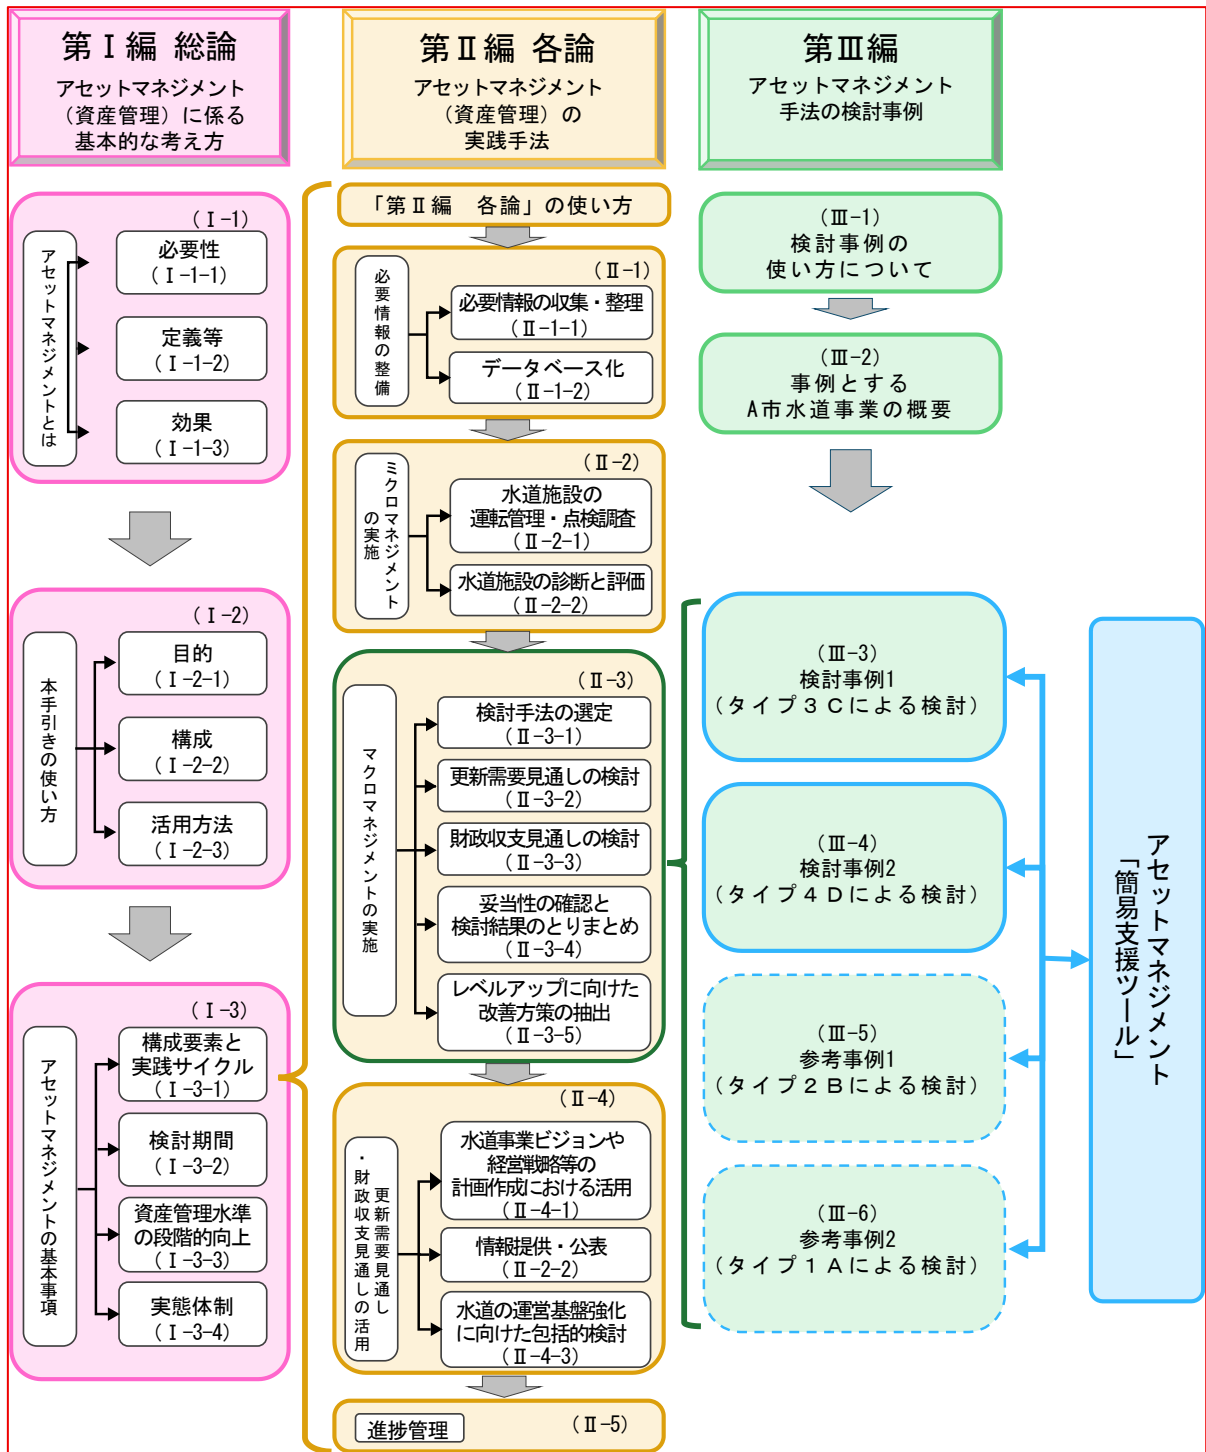 第Ⅰ編 総論
アセットマネジメント
（資産管理）に係る
基本的な考え方
(Ⅰ-1)
アセットマネジメントとは
必要性
(Ⅰ-1-1)
定義等
(Ⅰ-1-2)
効果
(Ⅰ-1-3)
(Ⅰ-2)
本手引きの使い方
目的
(Ⅰ-2-1)
構成
(Ⅰ-2-2)
活用方法
(Ⅰ-2-3)
(Ⅰ-3)
アセットマネジメントの基本事項
構成要素と
実践サイクル
(Ⅰ-3-1)
検討期間
(Ⅰ-3-2)
資産管理水準
の段階的向上
(Ⅰ-3-3)
実態体制
(Ⅰ-3-4)
第Ⅱ編 各論
アセットマネジメント
（資産管理）の
実践手法
「第Ⅱ編　各論」の使い方
(Ⅱ-1)
必要情報の整備
必要情報の収集・整理
(Ⅱ-1-1)
データベース化
(Ⅱ-1-2)
(Ⅱ-2)
ミクロマネジメント
の実施
水道施設の
運転管理・点検調査
(Ⅱ-2-1)
水道施設の診断と評価
(Ⅱ-2-2)
(Ⅱ-3)
マクロマネジメントの実施
検討手法の選定
(Ⅱ-3-1)
更新需要見通しの検討
(Ⅱ-3-2)
財政収支見通しの検討
(Ⅱ-3-3)
妥当性の確認と
検討結果のとりまとめ
(Ⅱ-3-4)
レベルアップに向けた
改善方策の抽出
(Ⅱ-3-5)
(Ⅱ-4)
更新需要見通し
・財政収支見通しの活用
水道事業ビジョンや
経営戦略等の
計画作成における活用
(Ⅱ-4-1)
情報提供・公表
(Ⅱ-2-2)
水道の運営基盤強化
に向けた包括的検討
(Ⅱ-4-3)
進捗管理
(Ⅱ-5)
第Ⅲ編
アセットマネジメント
手法の検討事例
(Ⅲ-1)
検討事例の
使い方について
(Ⅲ-2)
事例とする
A市水道事業の概要
(Ⅲ-3)
検討事例1
(タイプ３Ｃによる検討)
(Ⅲ-4)
検討事例2
(タイプ４Ｄによる検討)
(Ⅲ-5)
参考事例1
(タイプ２Ｂによる検討)
(Ⅲ-6)
参考事例2
(タイプ１Ａによる検討)
アセットマネジメント
「簡易支援ツール」